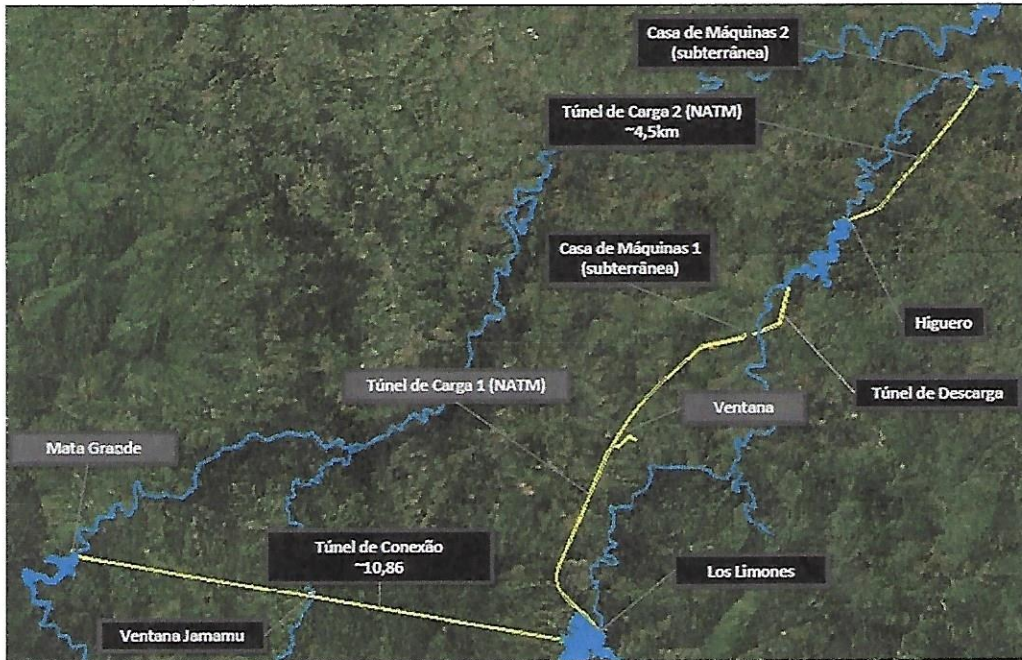 Casa de Máquinas 2
(subterrânea)
Túnel de Carga 2 (NATM)
~4,5km
Casa de Máquinas 1
(subterrânea)
Higuero
Túnel de Carga 1 (NATM)
Túnel de Descarga
Ventana
Mata Grande
Túnel de Conexão
~10,86
Los Limones
Ventana Jamamu